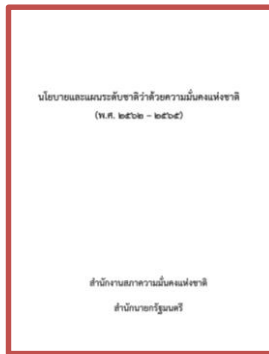 นโยบายและแผนระดับชาติว่าด้วยความมั่นคงแห่งชาติ
(พ.ศ. ๒๕๖๒ – ๒๕๖๕)
สำนักงานสภาความมั่นคงแห่งชาติ
สำนักนายกรัฐมนตรี